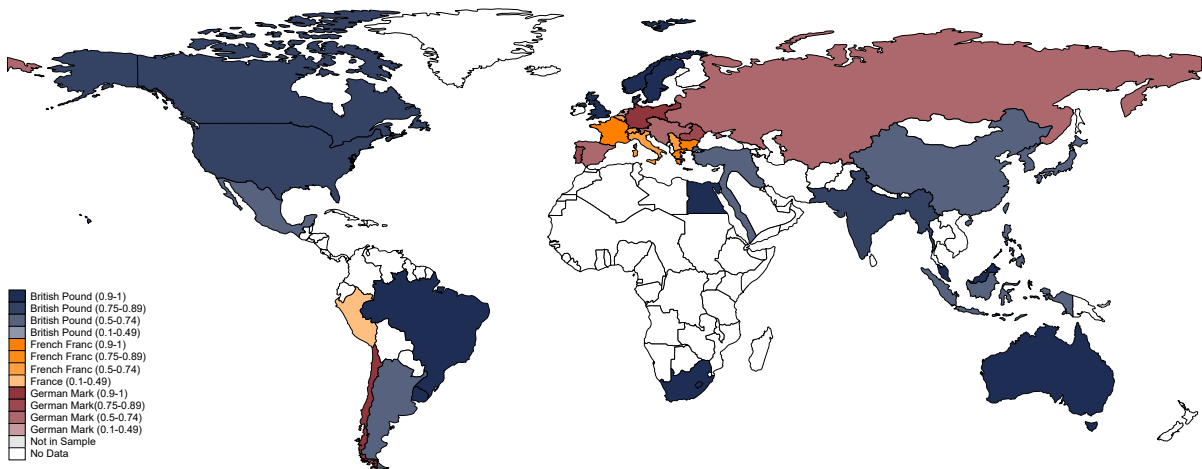 British Pound (0.9-1)
British Pound (0.75-0.89)
British Pound (0.5-0.74)
British Pound (0.1-0.49)
French Franc (0.9-1)
French Franc (0.75-0.89)
French Franc (0.5-0.74)
France (0.1-0.49)
German Mark (0.9-1)
German Mark(0.75-0.89)
German Mark (0.5-0.74)
German Mark (0.1-0.49)
Not in Sample
No Data